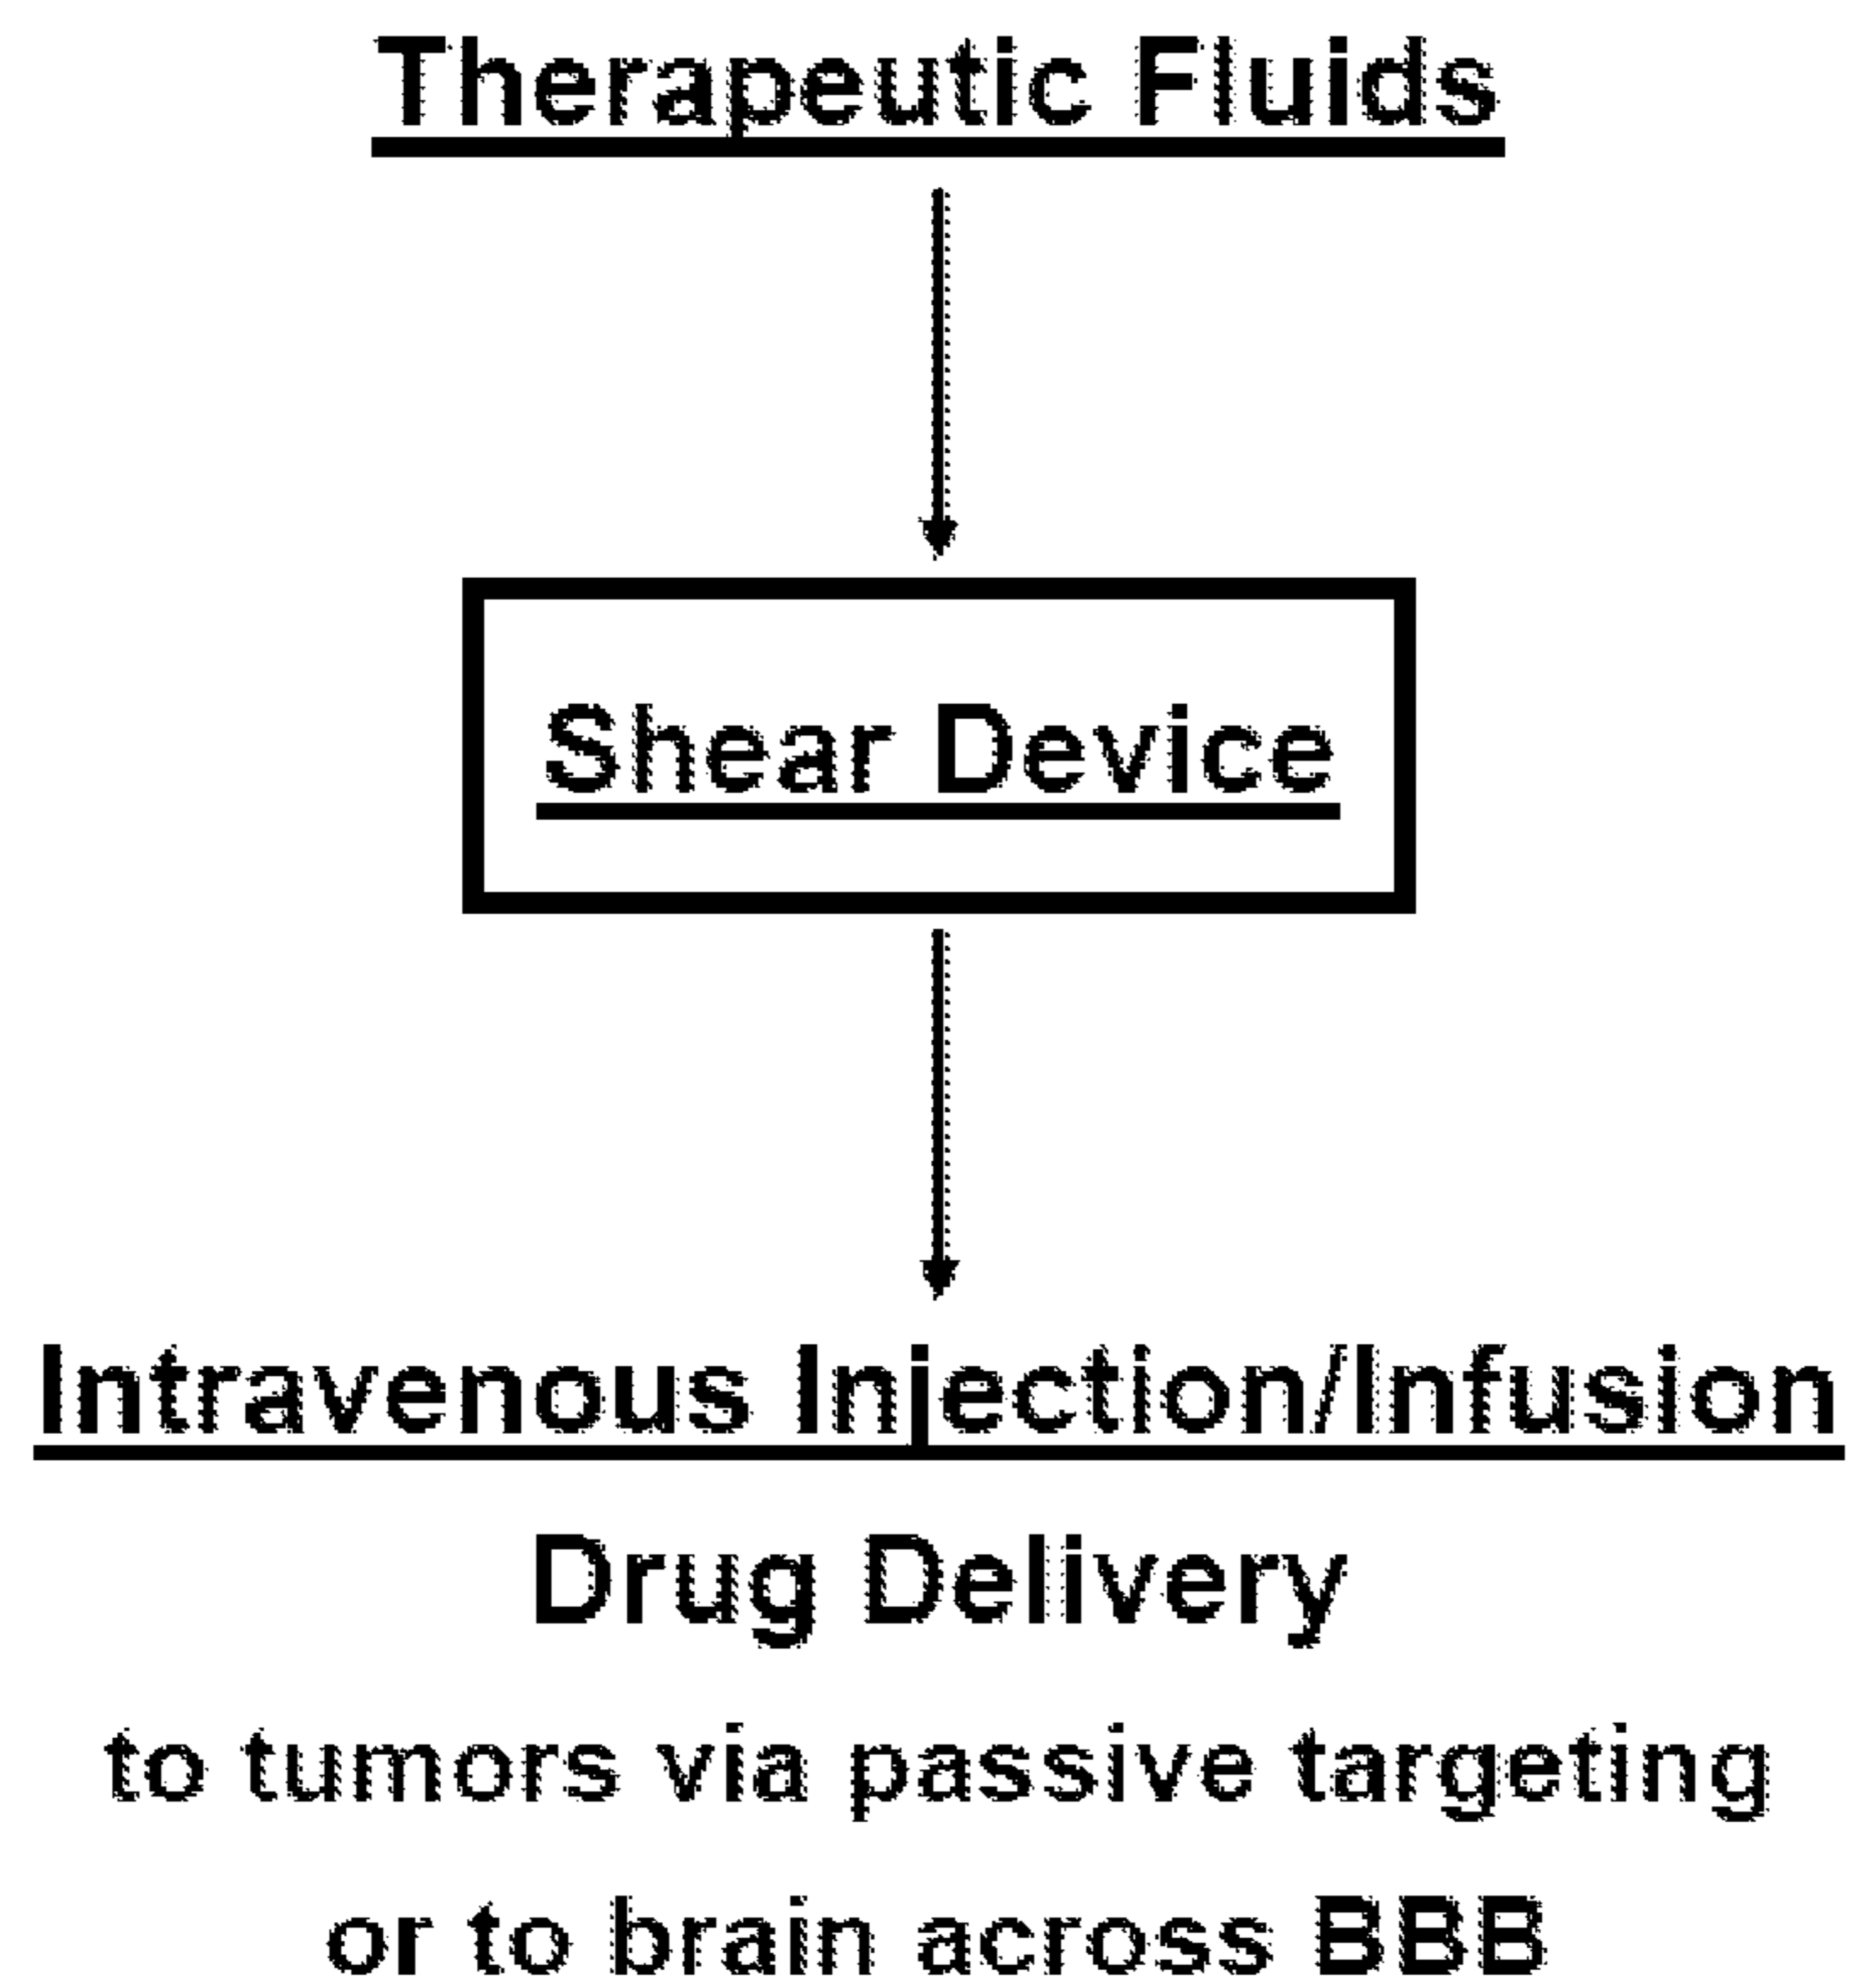 Therapeutic Fluids
Shear Device
Intravenous Injection/Infusion
Drug Delivery
to tumors via passive targeting
or to brain across BBB